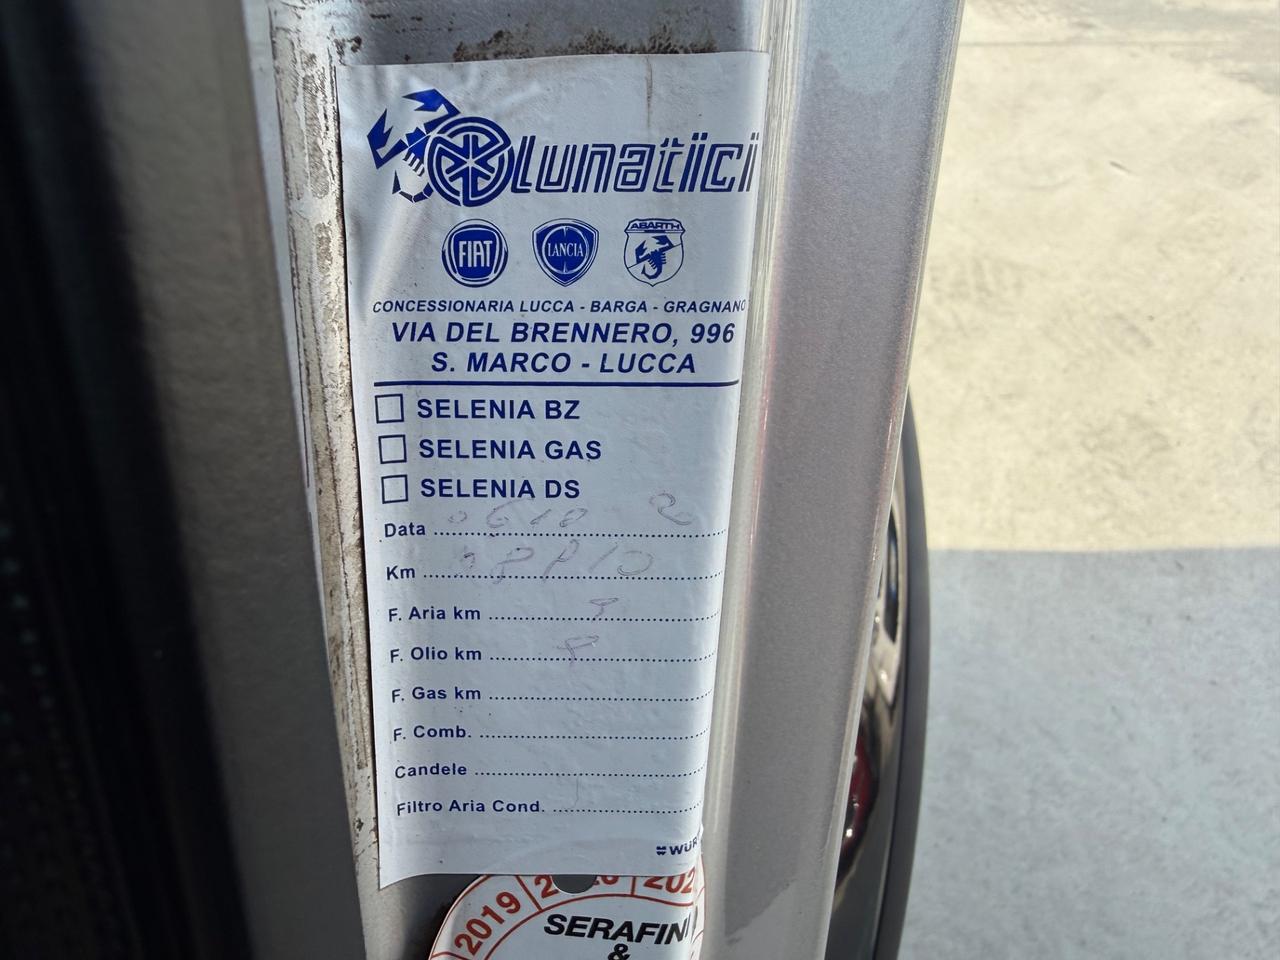 Lunatici
FIAT LANCIA ABARTH
CONCESSIONARIA LUCCA - BARGA - GRAGNANO
VIA DEL BRENNERO, 996
S. MARCO - LUCCA
SELENIA BZ
SELENIA GAS
SELENIA DS
Data
Km
F. Aria km
F. Olio km
F. Gas km
F. Comb.
Candele
Filtro Aria Cond.
2019
SERAFINI
&